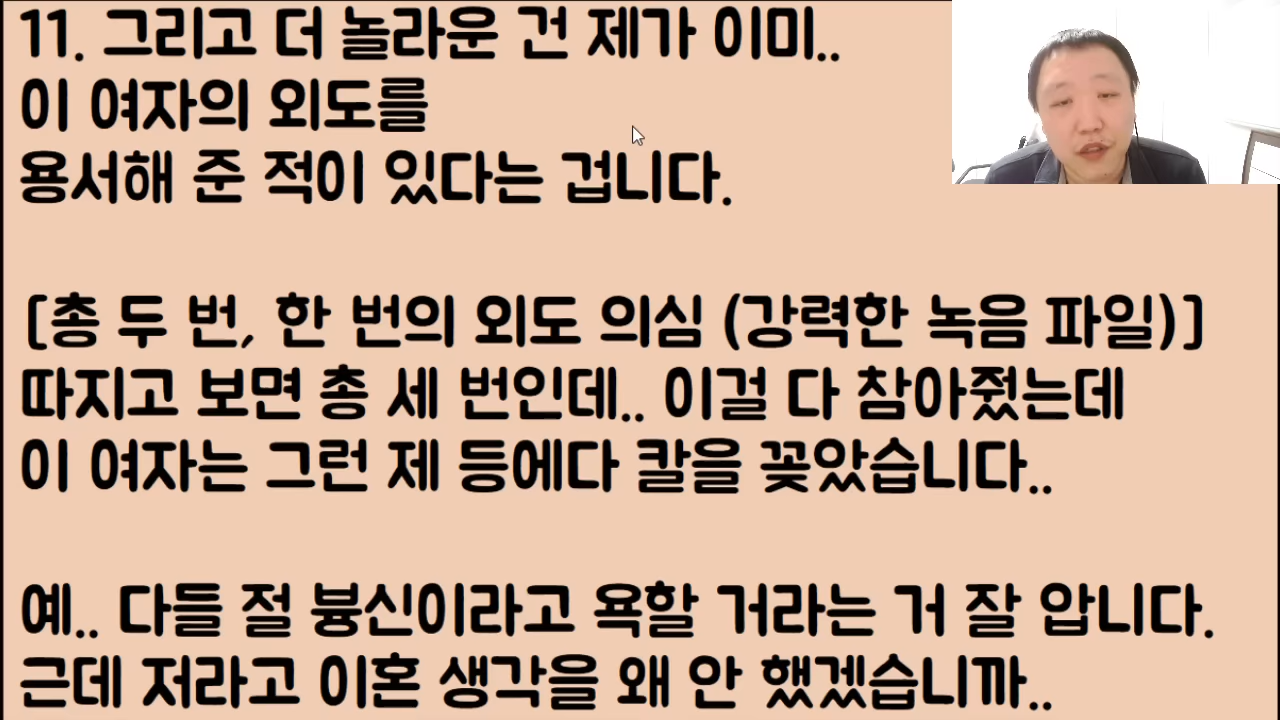 11. 그리고 더 놀라운 건 제가 이미..
이 여자의 외도를
용서해 준 적이 있다는 겁니다.
[총 두 번, 한 번의 외도 의심 (강력한 녹음 파일)]
따지고 보면 총 세 번인데.. 이걸 다 참아줬는데
이 여자는 그런 제 등에다 칼을 꽂았습니다..
예.. 다들 절 븅신이라고 욕할 거라는 거 잘 압니다.
근데 저라고 이혼 생각을 왜 안 했겠습니까..